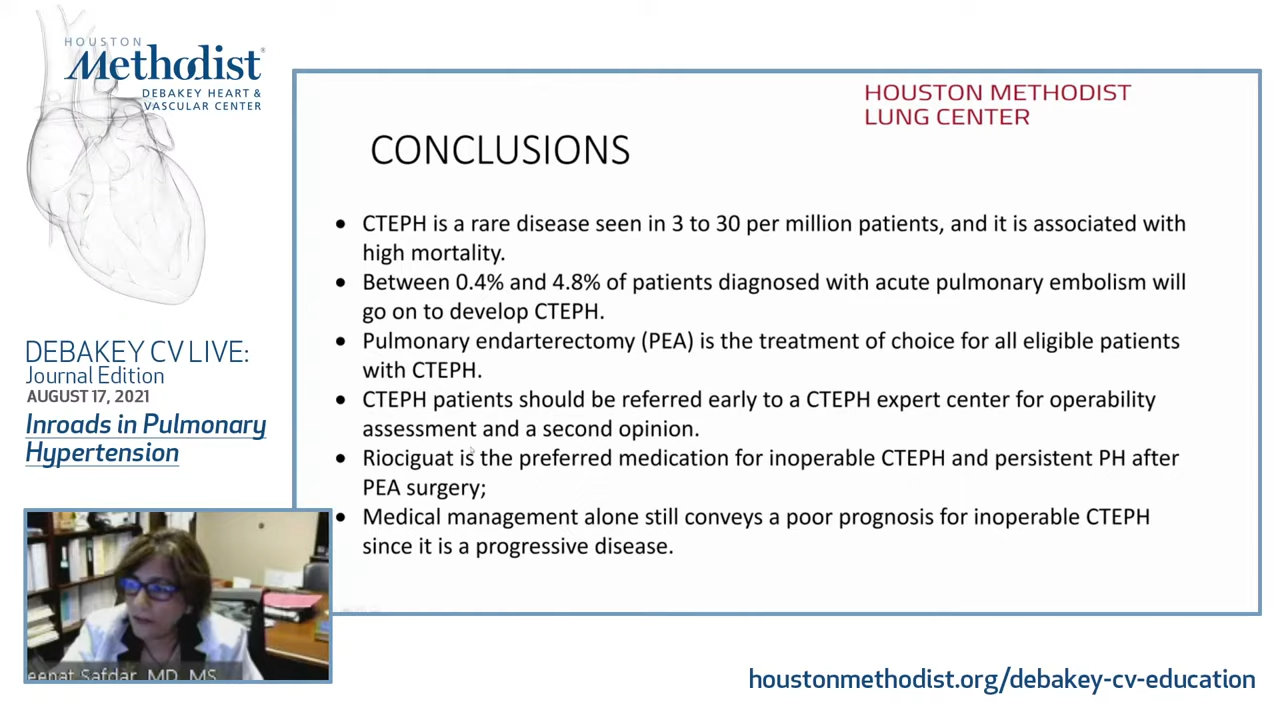 HOUSTON
Methodist®
DEBAKEY HEART &
VASCULAR CENTER
HOUSTON METHODIST
LUNG CENTER
CONCLUSIONS
• CTEPH is a rare disease seen in 3 to 30 per million patients, and it is associated with
high mortality.
• Between 0.4% and 4.8% of patients diagnosed with acute pulmonary embolism will
go on to develop CTEPH.
• Pulmonary endarterectomy (PEA) is the treatment of choice for all eligible patients
with CTEPH.
• CTEPH patients should be referred early to a CTEPH expert center for operability
assessment and a second opinion.
• Riociguat is the preferred medication for inoperable CTEPH and persistent PH after
PEA surgery;
• Medical management alone still conveys a poor prognosis for inoperable CTEPH
since it is a progressive disease.
DEBAKEY CV LIVE:
Journal Edition
AUGUST 17, 2021
Inroads in Pulmonary
Hypertension
eenat Safdar, MD, MS
houstonmethodist.org/debakey-cv-education